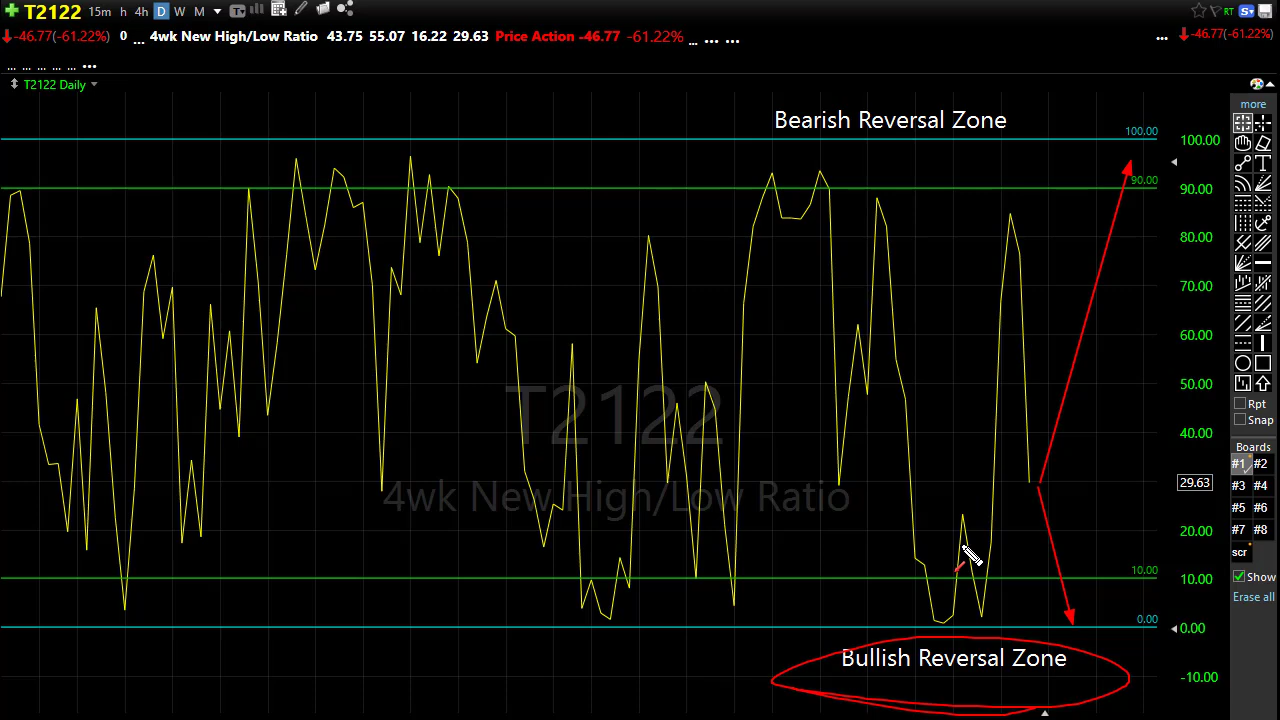 T2122 15m h 4h D W M T RT S
-46.77(-61.22%) 0 ... 4wk New High/Low Ratio 43.75 55.07 16.22 29.63 Price Action -46.77 -61.22% ... ... ... ... -46.77(-61.22%)
... ... ... ... ... ...
T2122 Daily
more
Bearish Reversal Zone
100.00 100.00
90.00 90.00
80.00
70.00
60.00
50.00
40.00
29.63
20.00
10.00 10.00
0.00 0.00
-10.00
T2122
4wk New High/Low Ratio
Bullish Reversal Zone
T
Rpt
Snap
Boards
#1 #2
#3 #4
#5 #6
#7 #8
scr
Show
Erase all